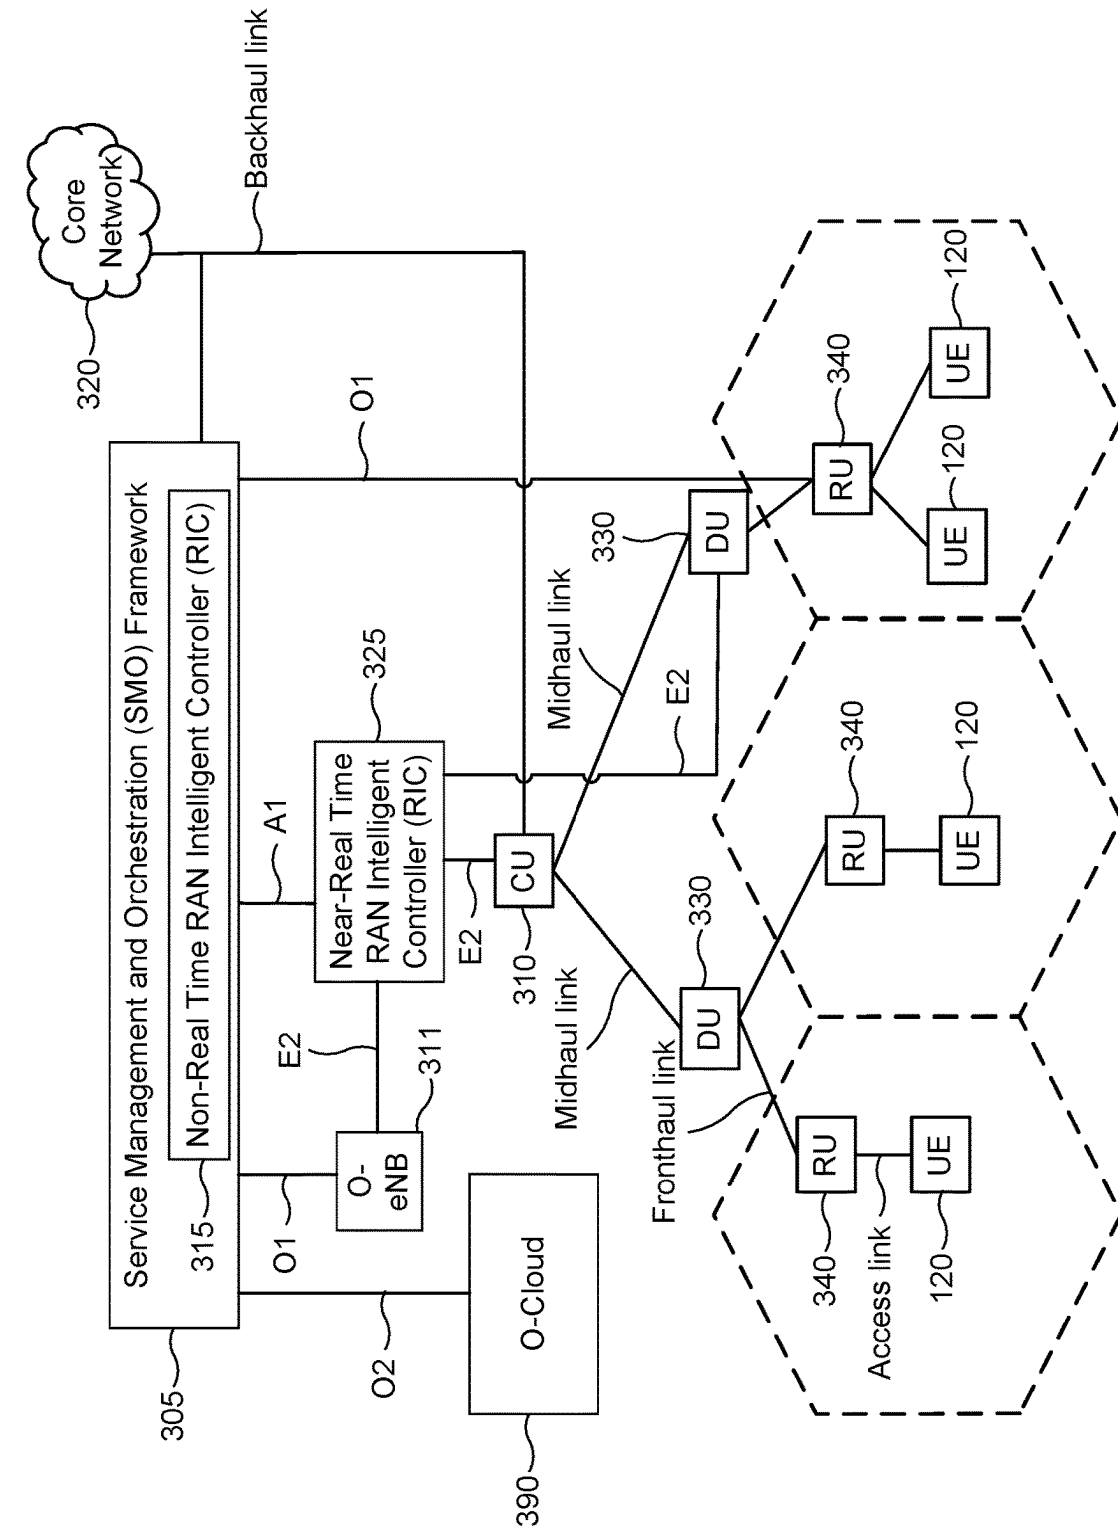 Core
Network
320
Backhaul link
305
Service Management and Orchestration (SMO) Framework
315
Non-Real Time RAN Intelligent Controller (RIC)
O1
A1
O1
O2
E2
325
Near-Real Time
RAN Intelligent
Controller (RIC)
O-
eNB
311
E2
390
O-Cloud
310
CU
Midhaul link
Midhaul link
E2
330
DU
330
DU
Fronthaul link
340
RU
340
RU
340
RU
Access link
120
UE
120
UE
120
UE
120
UE